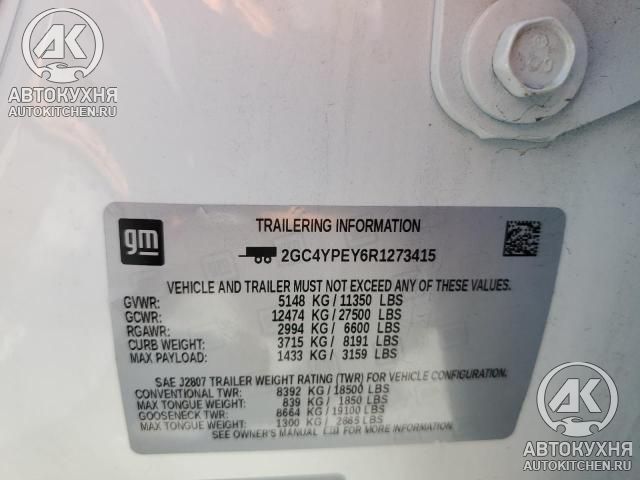 АК
АВТОКУХНЯ
AUTOKITCHEN.RU
gm
TRAILERING INFORMATION
2GC4YPEY6R1273415
VEHICLE AND TRAILER MUST NOT EXCEED ANY OF THESE VALUES.
GVWR: 5148 KG / 11350 LBS
GCWR: 12474 KG / 27500 LBS
RGAWR: 2994 KG / 6600 LBS
CURB WEIGHT: 3715 KG / 8191 LBS
MAX PAYLOAD: 1433 KG / 3159 LBS
SAE J2807 TRAILER WEIGHT RATING (TWR) FOR VEHICLE CONFIGURATION.
CONVENTIONAL TWR: 8392 KG / 18500 LBS
MAX TONGUE WEIGHT: 839 KG / 1850 LBS
GOOSENECK TWR: 8664 KG / 19100 LBS
MAX TONGUE WEIGHT: 1300 KG / 2865 LBS
SEE OWNER'S MANUAL FOR MORE INFORMATION.
АК
АВТОКУХНЯ
AUTOKITCHEN.RU